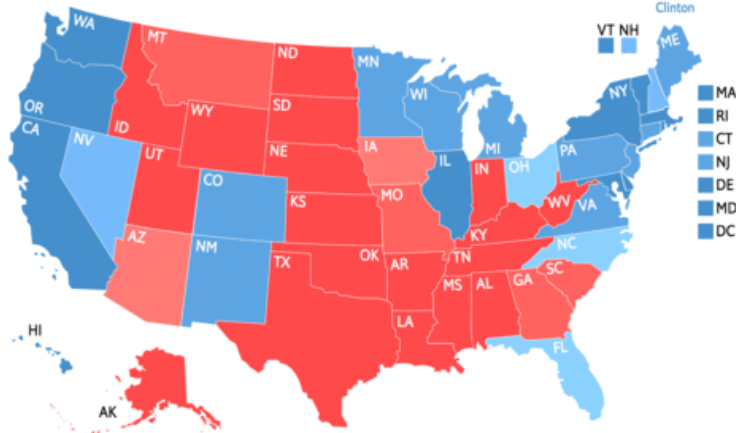 Clinton
VT NH
WA
MT
ND
MN
ME
OR
ID
WY
SD
WI
MI
NY
MA
RI
CT
NJ
DE
MD
DC
CA
NV
UT
CO
NE
IA
IL
IN
OH
PA
KS
MO
KY
WV
VA
AZ
NM
TX
OK
AR
TN
NC
SC
MS
AL
GA
LA
FL
HI
AK